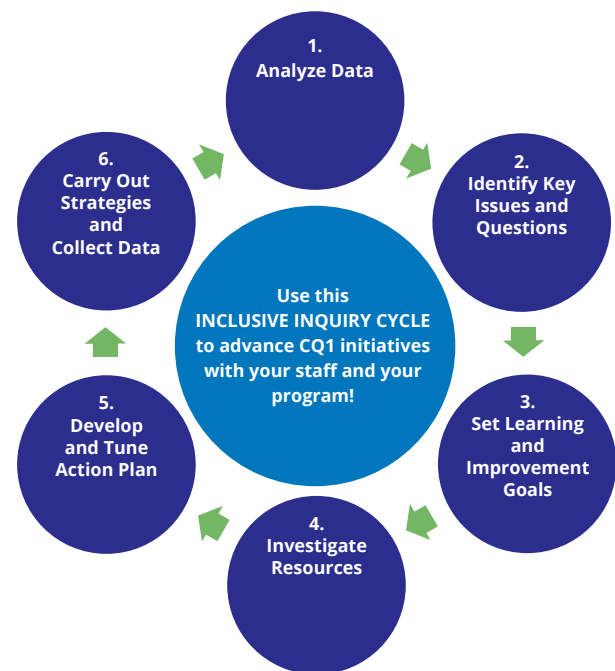 1.
Analyze Data
2.
Identify Key
Issues and
Questions
3.
Set Learning
and
Improvement
Goals
4.
Investigate
Resources
5.
Develop
and Tune
Action Plan
6.
Carry Out
Strategies
and
Collect Data
Use this
INCLUSIVE INQUIRY CYCLE
to advance CQ1 initiatives
with your staff and your
program!